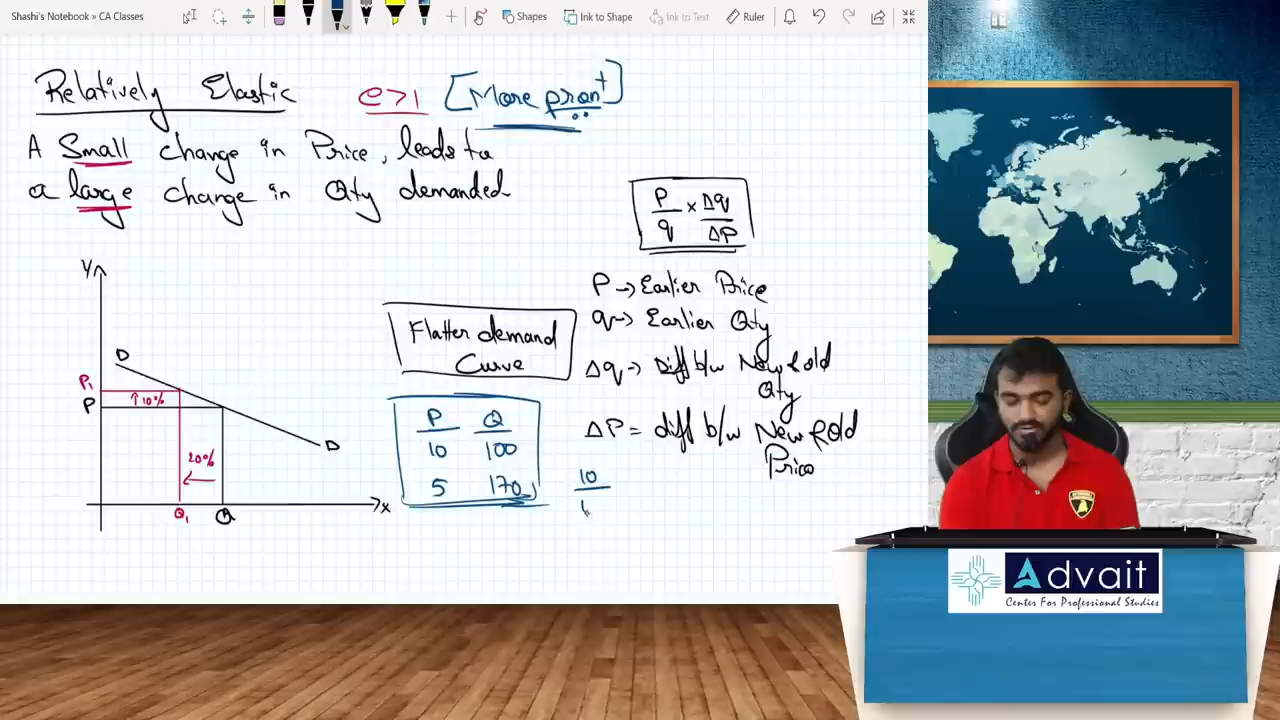 Shashi's Notebook » CA Classes
Shapes
Ink to Shape
Ink to Text
Ruler
Relatively Elastic e>1 [More pron+]
A Small change in Price, leads to
a large change in Qty demanded
P/q × Δq/ΔP
P → Earlier Price
q → Earlier Qty
Δq → Diff b/w New & old
Qty
ΔP = diff b/w New & old
Price
Flatter demand
Curve
P Q
10 100
5 170
10
Y
D
P1
↑10%
P
D
20%
←
Q1 Q
X
Advait
Center For Professional Studies